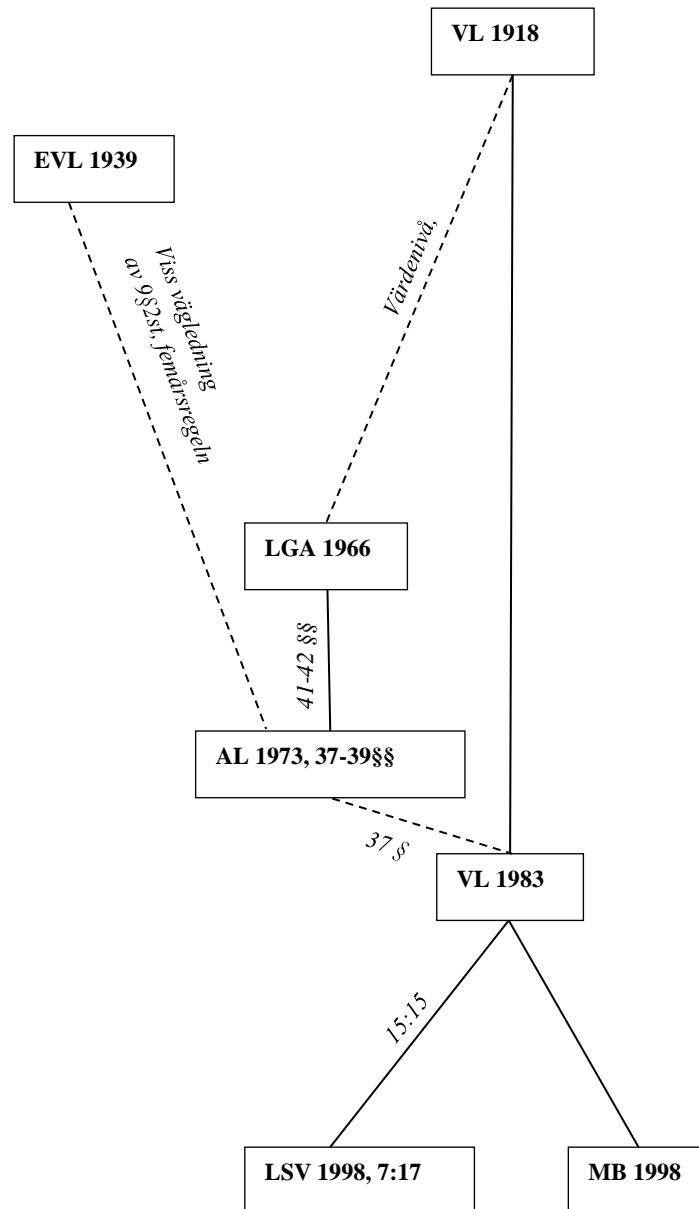 VL 1918
EVL 1939
Värdenivå,
Viss vägledning
av 9§2st, femårsregeln
LGA 1966
41-42 §§
AL 1973, 37-39§§
37 §
VL 1983
15:15
LSV 1998, 7:17
MB 1998